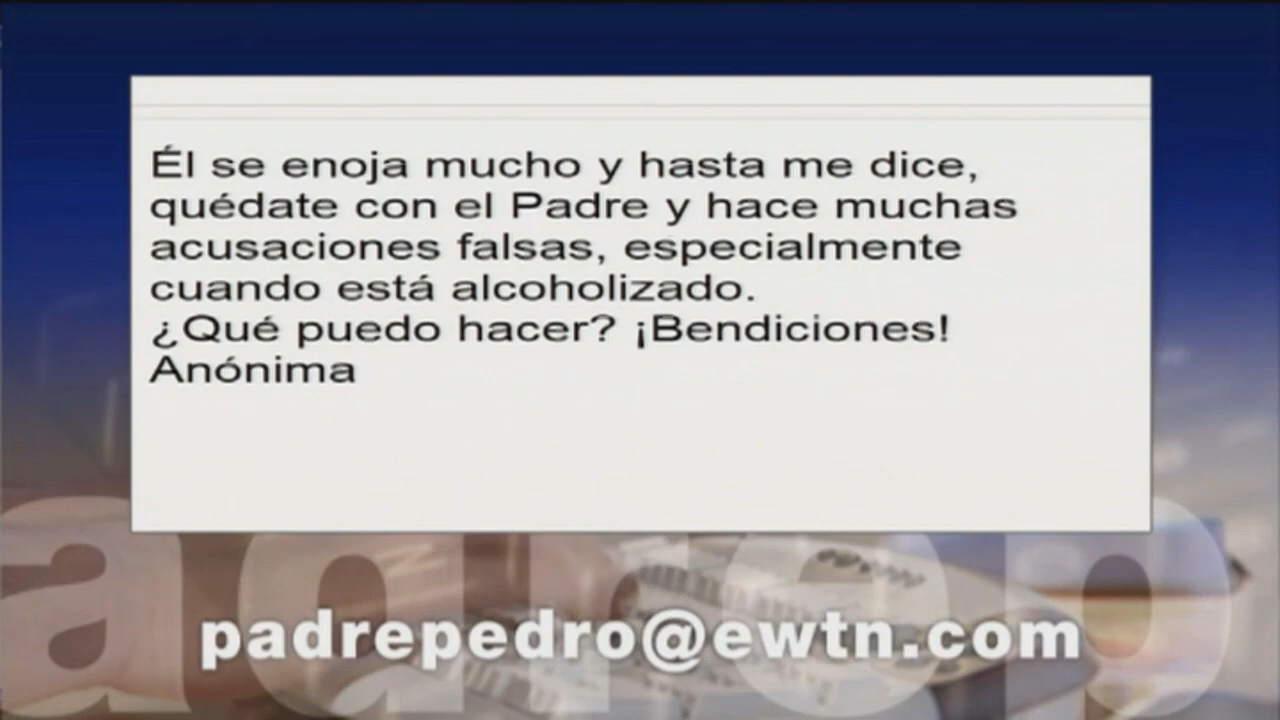 Él se enoja mucho y hasta me dice,
quédate con el Padre y hace muchas
acusaciones falsas, especialmente
cuando está alcoholizado.
¿Qué puedo hacer? ¡Bendiciones!
Anónima
adrep
padrepedro@ewtn.com